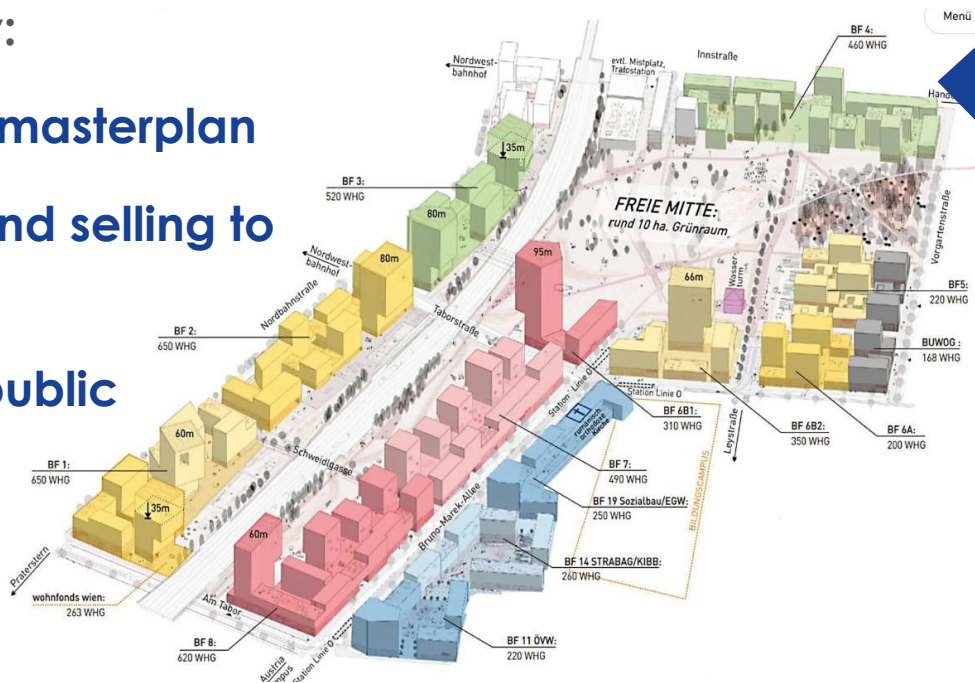 masterplan
nd selling to
public
Menü
BF 4:
460 WHG
Innstraße
evtl. Mistplatz,
Trafostation
Nordwest-
bahnhof
35m
BF 3:
520 WHG
80m
FREIE MITTE:
rund 10 ha. Grünraum
Vorgartenstraße
Nordwest-
bahnhof
80m
95m
66m
Wasser-
turm
BF5:
220 WHG
Nordbahnstraße
BF 2:
650 WHG
Taborstraße
BUWOG :
168 WHG
Station Linie O
Station Linie O
rumänisch
orthodoxe
Kirche
BF 6B1:
310 WHG
BF 6B2:
350 WHG
Leystraße
BF 6A:
200 WHG
60m
BF 1:
650 WHG
Schweidlgasse
BF 7:
490 WHG
BILDUNGSCAMPUS
35m
Bruno-Marek-Allee
BF 19 Sozialbau/EGW:
250 WHG
60m
BF 14 STRABAG/KIBB:
260 WHG
Praterstern
wohnfonds wien:
263 WHG
Am Tabor
BF 8:
620 WHG
Station Linie O
Austria
BF 11 ÖVW:
220 WHG